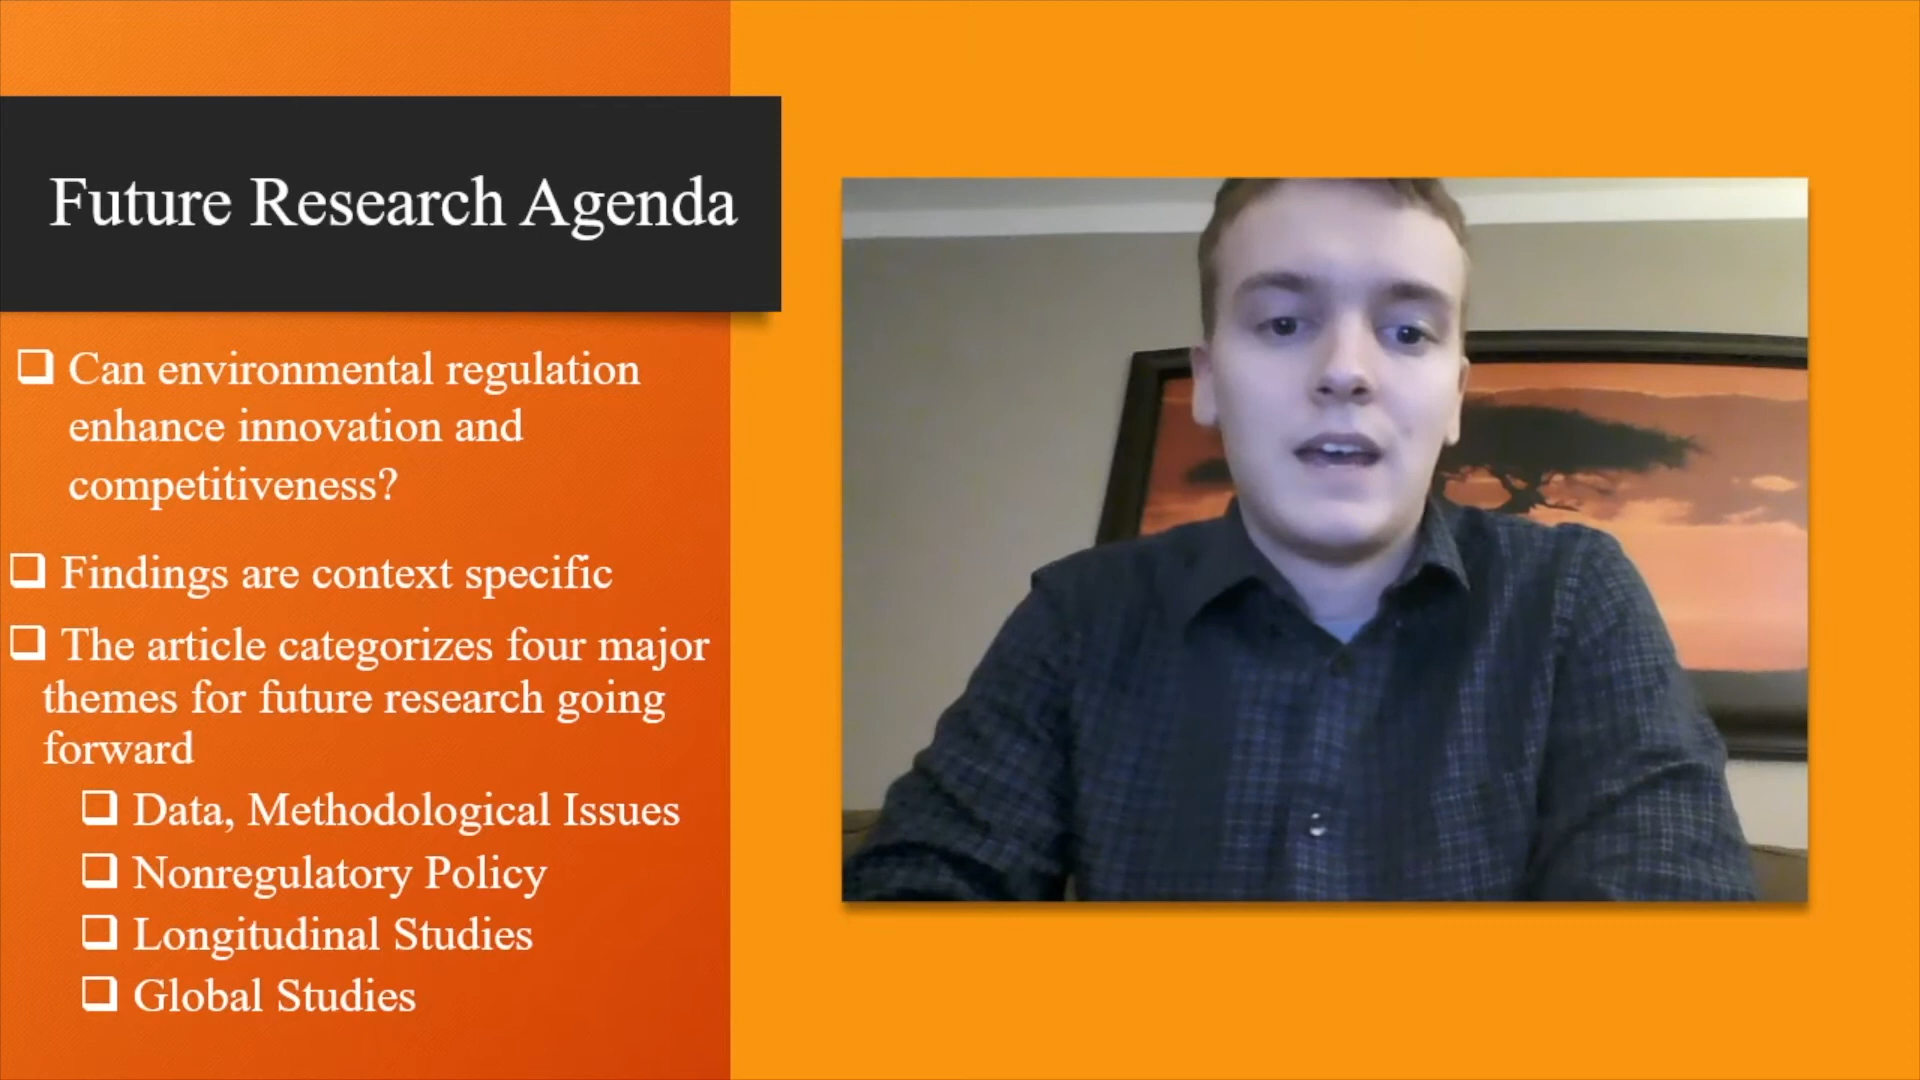 Future Research Agenda
Can environmental regulation
enhance innovation and
competitiveness?
Findings are context specific
The article categorizes four major
themes for future research going
forward
Data, Methodological Issues
Nonregulatory Policy
Longitudinal Studies
Global Studies